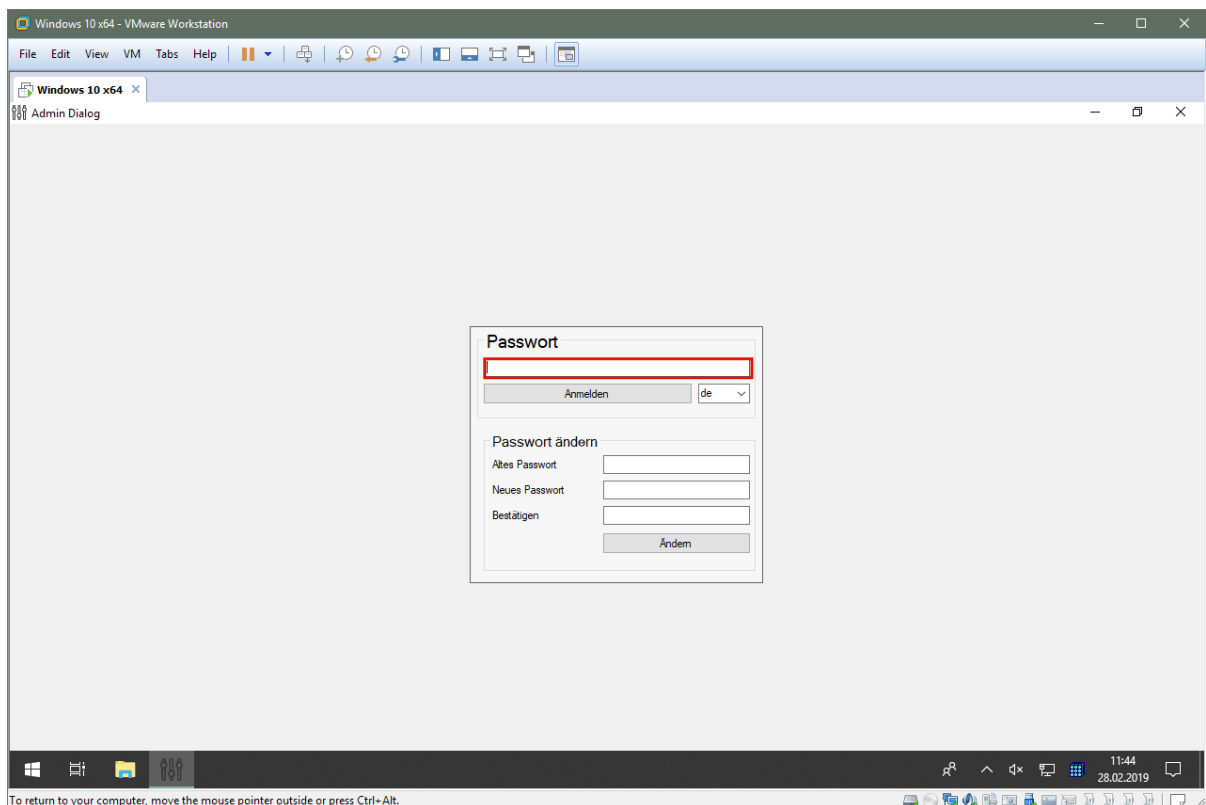 Windows 10 x64 - VMware Workstation
File Edit View VM Tabs Help
Windows 10 x64
Admin Dialog
Passwort
Anmelden de
Passwort ändern
Altes Passwort
Neues Passwort
Bestätigen
Ändern
11:44
28.02.2019
To return to your computer, move the mouse pointer outside or press Ctrl+Alt.